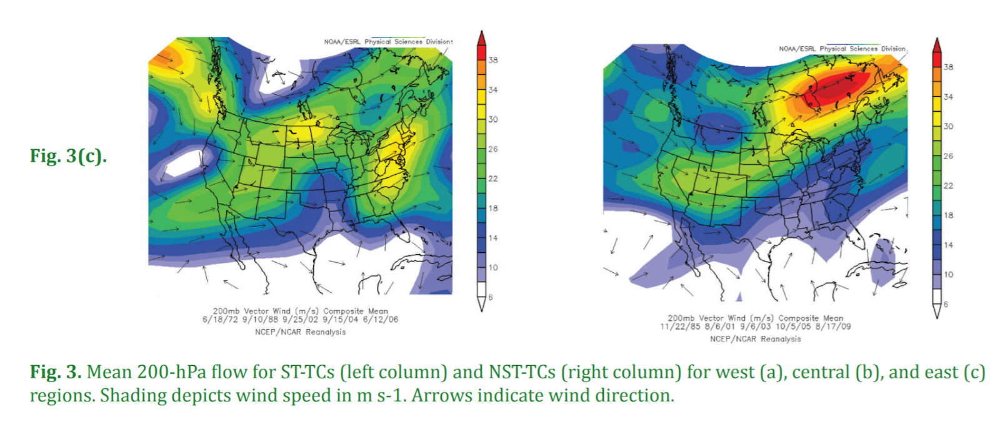 NOAA/ESRL Physical Sciences Division
NOAA/ESRL Physical Sciences Division
Fig. 3(c).
38
34
30
26
22
18
14
10
6
38
34
30
26
22
18
14
10
6
200mb Vector Wind (m/s) Composite Mean
6/18/72 9/10/88 9/25/02 9/15/04 6/12/06
NCEP/NCAR Reanalysis
200mb Vector Wind (m/s) Composite Mean
11/22/85 8/6/01 9/6/03 10/5/05 8/17/09
NCEP/NCAR Reanalysis
Fig. 3. Mean 200-hPa flow for ST-TCs (left column) and NST-TCs (right column) for west (a), central (b), and east (c)
regions. Shading depicts wind speed in m s-1. Arrows indicate wind direction.